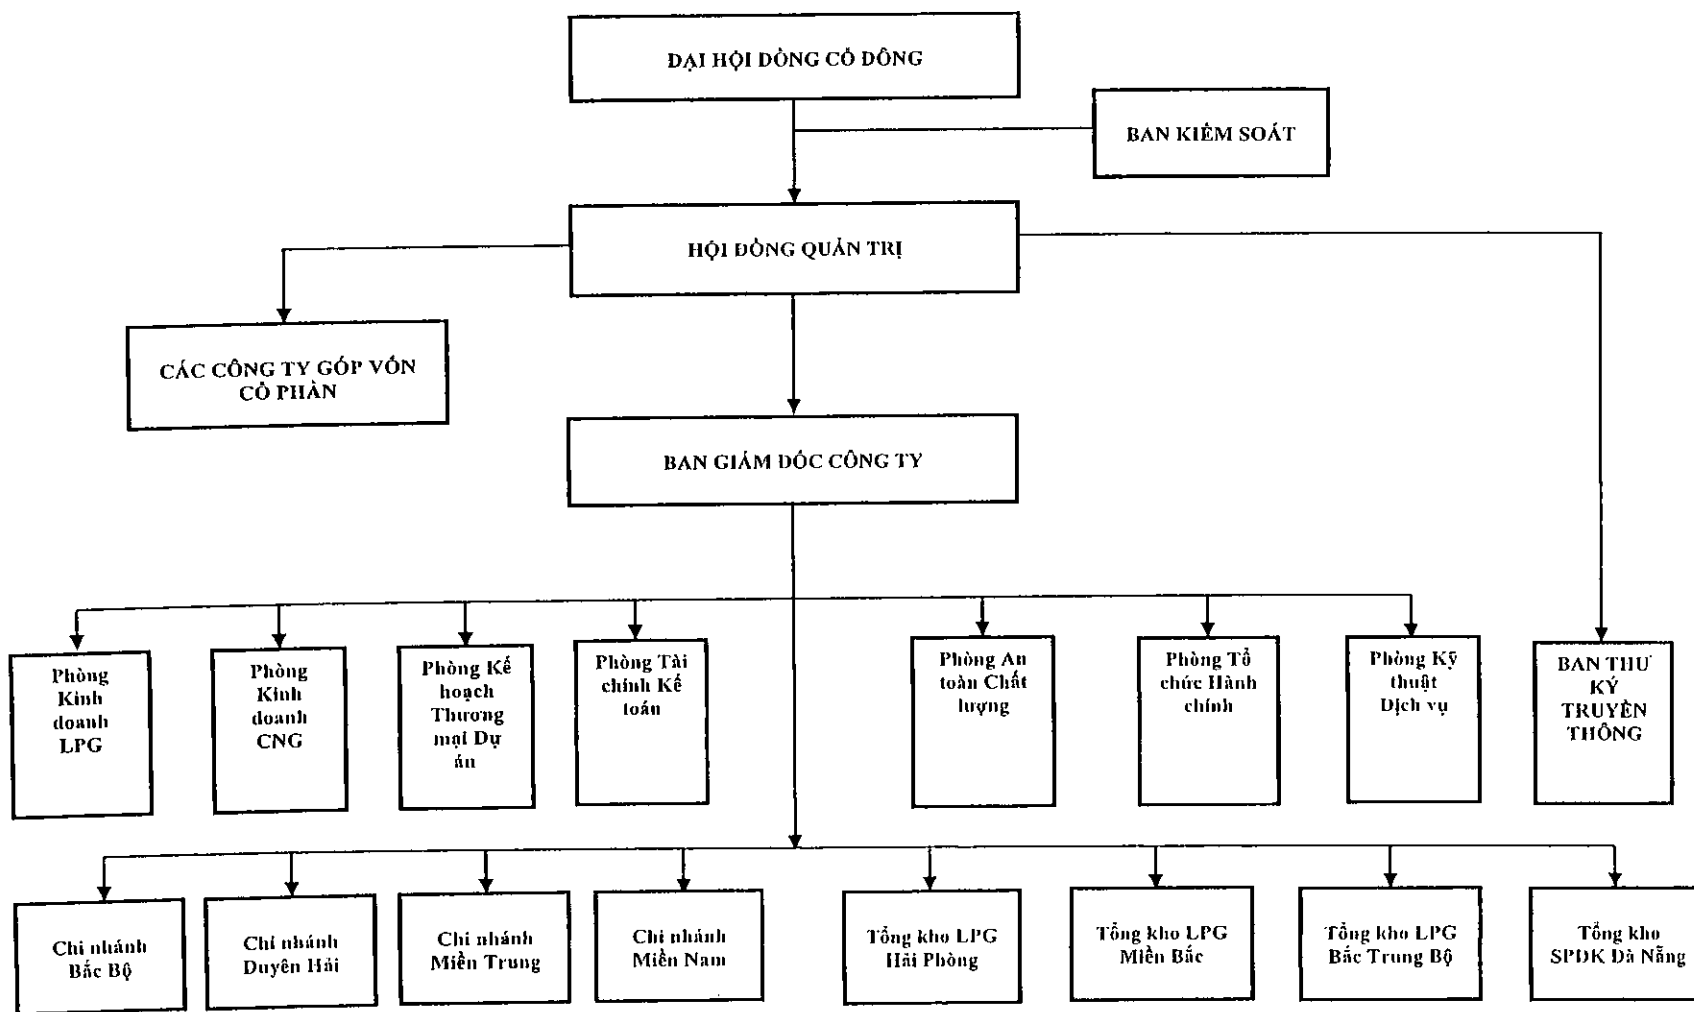 ĐẠI HỘI ĐỒNG CỔ ĐÔNG
BAN KIỂM SOÁT
HỘI ĐỒNG QUẢN TRỊ
CÁC CÔNG TY GÓP VỐN
CỔ PHẦN
BAN GIÁM ĐỐC CÔNG TY
Phòng
Kinh
doanh
LPG
Phòng
Kinh
doanh
CNG
Phòng Kế
hoạch
Thương
mại Dự
án
Phòng Tài
chính Kế
toán
Phòng An
toàn Chất
lượng
Phòng Tổ
chức Hành
chính
Phòng Kỹ
thuật
Dịch vụ
BAN THƯ
KÝ
TRUYỀN
THÔNG
Chi nhánh
Bắc Bộ
Chi nhánh
Duyên Hải
Chi nhánh
Miền Trung
Chi nhánh
Miền Nam
Tổng kho LPG
Hải Phòng
Tổng kho LPG
Miền Bắc
Tổng kho LPG
Bắc Trung Bộ
Tổng kho
SPDK Đà Nẵng